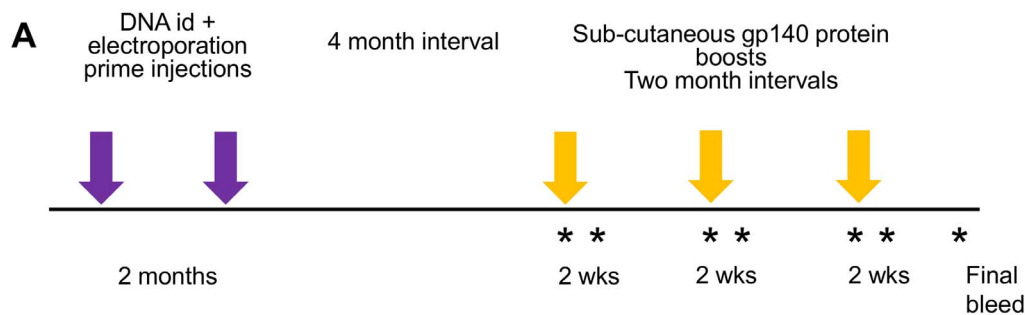 A
DNA id +
electroporation
prime injections
4 month interval
Sub-cutaneous gp140 protein
boosts
Two month intervals
* * * * * * *
2 months
2 wks
2 wks
2 wks
Final
bleed